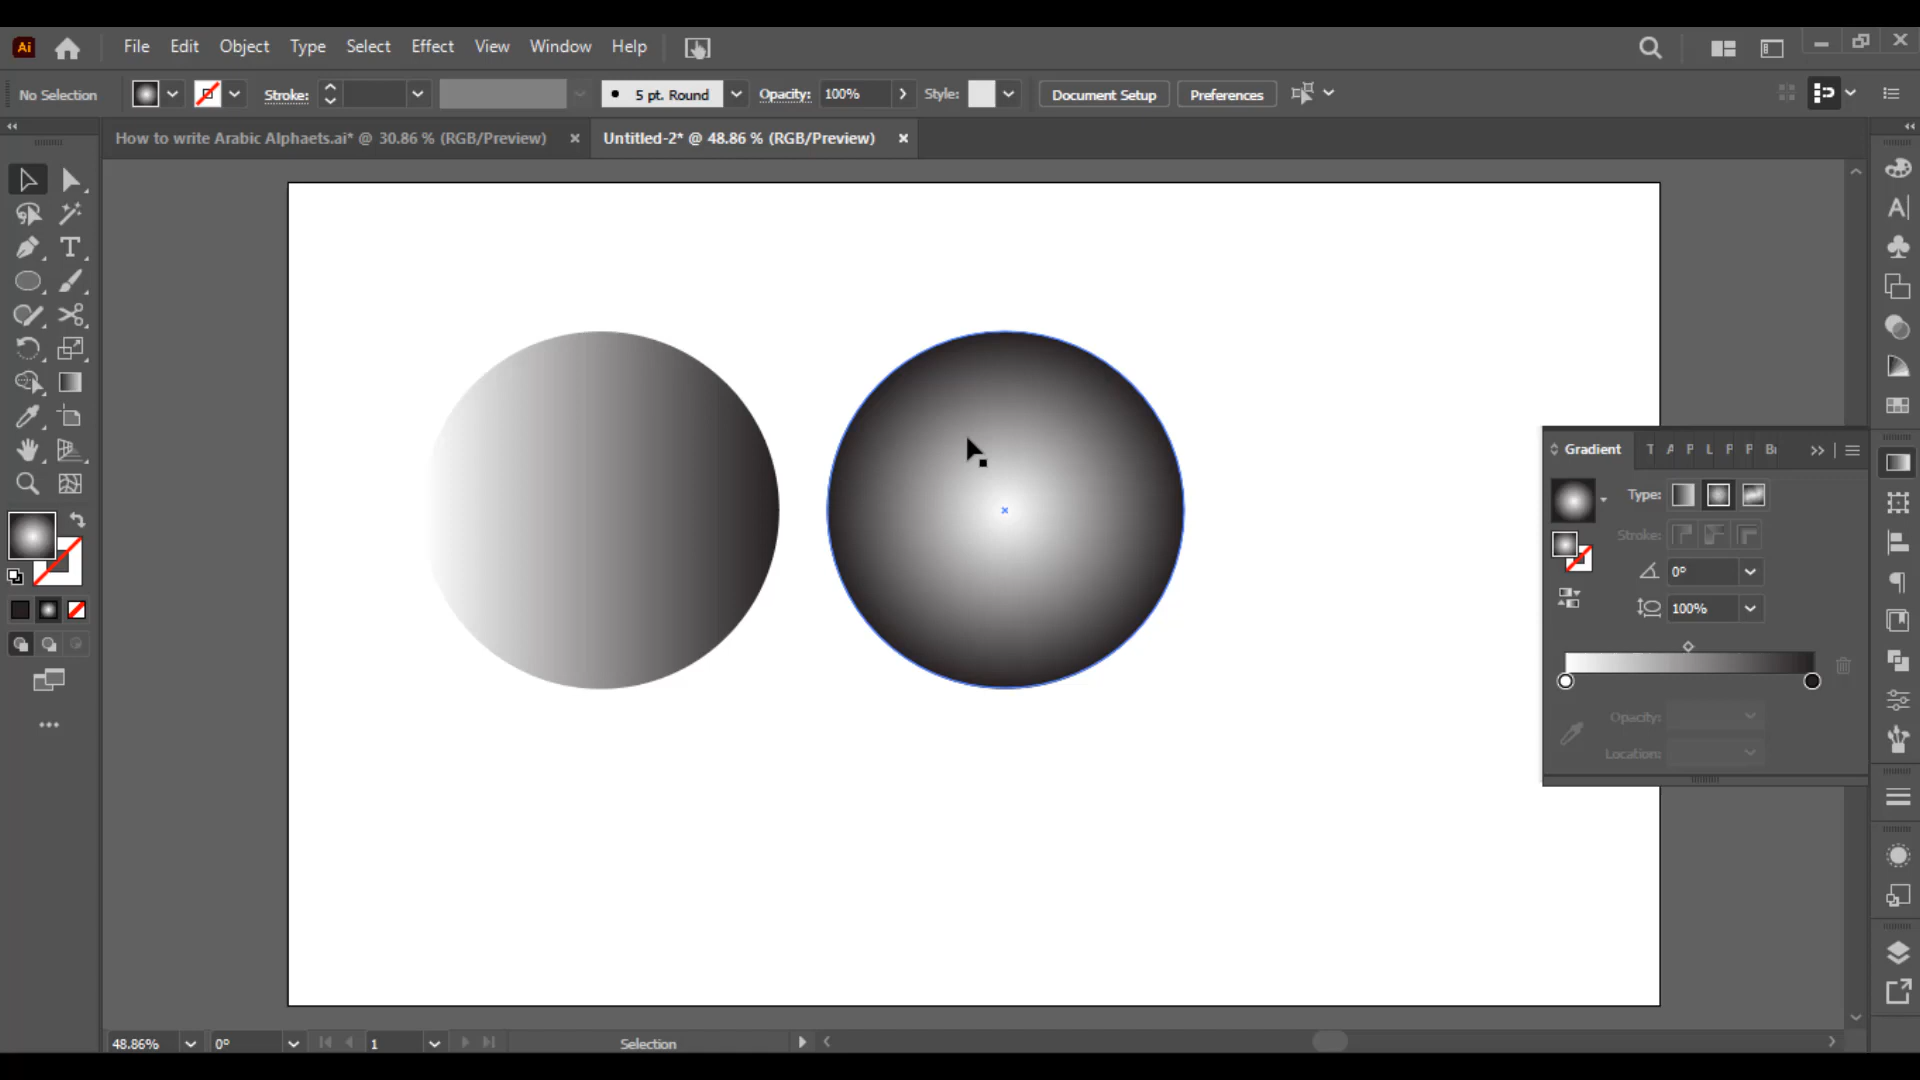 Ai File Edit Object Type Select Effect View Window Help
No Selection Stroke: 5 pt. Round Opacity: 100% Style: Document Setup Preferences
How to write Arabic Alphaets.ai* @ 30.86 % (RGB/Preview) × Untitled-2* @ 48.86 % (RGB/Preview) ×
Gradient T A P L P P Bi
Type:
Stroke:
0°
100%
Opacity:
Location:
48.86% 0° 1 Selection